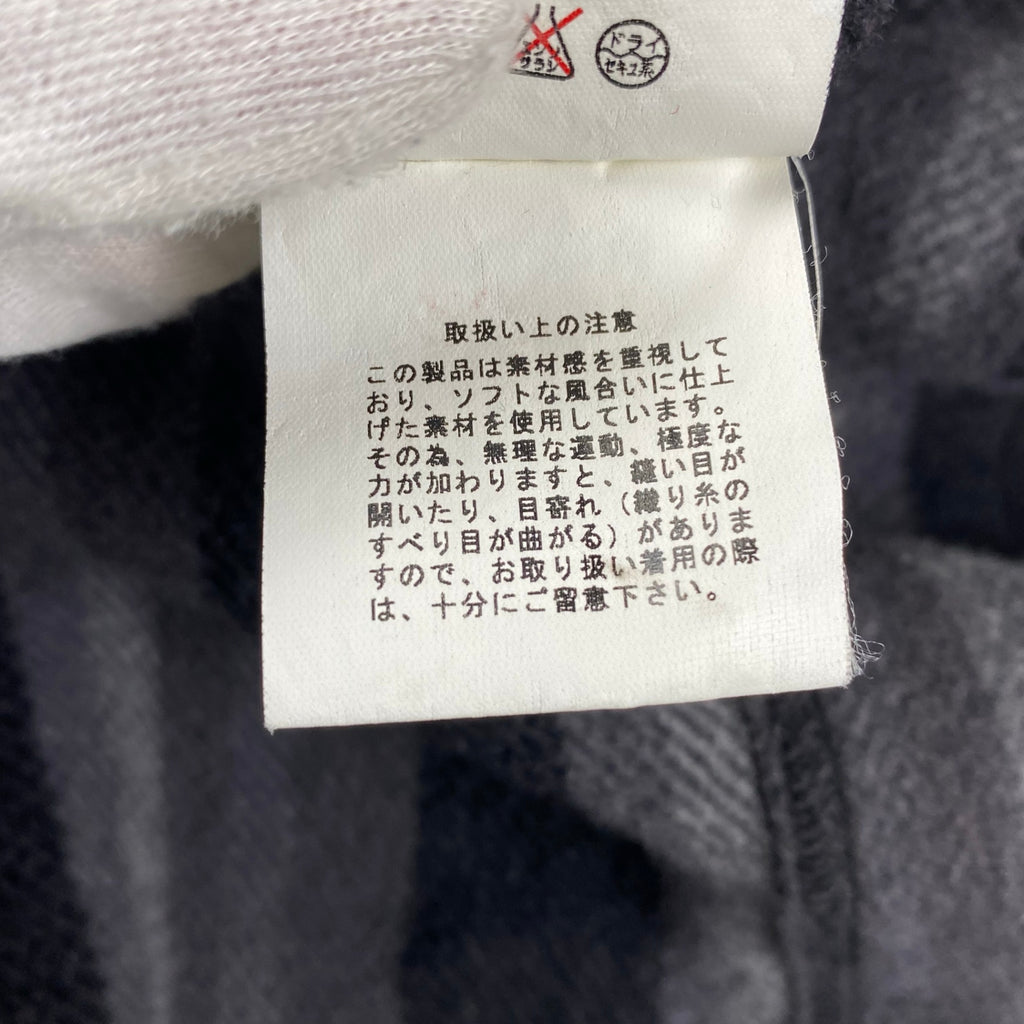 サラシ
ドライ
セキユ系
取扱い上の注意
この製品は素材感を重視して
おり、ソフトな風合いに仕上
げた素材を使用しています。
その為、無理な運動、極度な
力が加わりますと、縫い目が
開いたり、目寄れ（織り糸の
すべり目が曲がる）がありま
すので、お取り扱い着用の際
は、十分にご留意下さい。